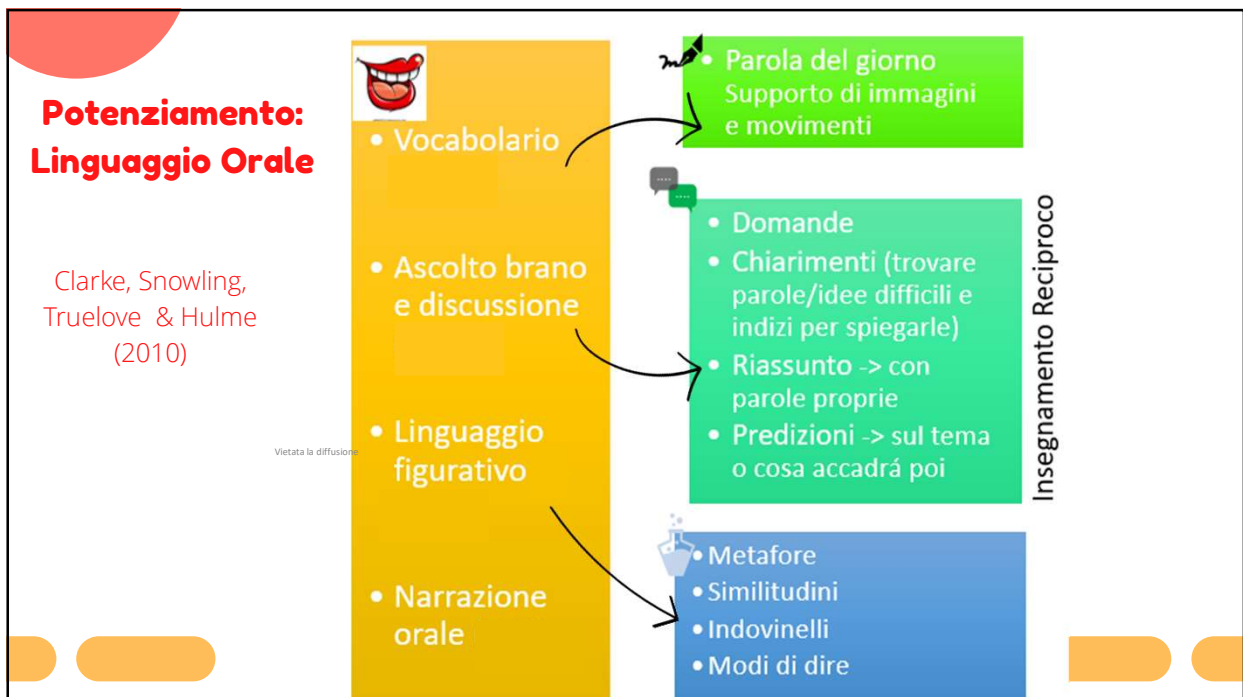 Potenziamento:
Linguaggio Orale
Clarke, Snowling,
Truelove & Hulme
(2010)
Vietata la diffusione
• Vocabolario
• Ascolto brano
e discussione
• Linguaggio
figurativo
• Narrazione
orale
• Parola del giorno
Supporto di immagini
e movimenti
• Domande
• Chiarimenti (trovare
parole/idee difficili e
indizi per spiegarle)
• Riassunto -> con
parole proprie
• Predizioni -> sul tema
o cosa accadrá poi
Insegnamento Reciproco
• Metafore
• Similitudini
• Indovinelli
• Modi di dire